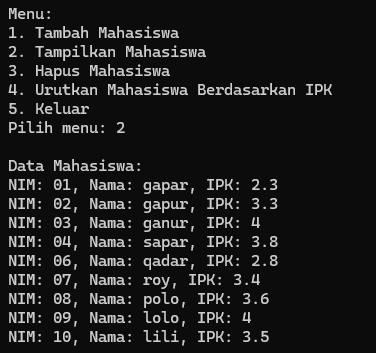 Menu:
1. Tambah Mahasiswa
2. Tampilkan Mahasiswa
3. Hapus Mahasiswa
4. Urutkan Mahasiswa Berdasarkan IPK
5. Keluar
Pilih menu: 2
Data Mahasiswa:
NIM: 01, Nama: gapar, IPK: 2.3
NIM: 02, Nama: gapur, IPK: 3.3
NIM: 03, Nama: ganur, IPK: 4
NIM: 04, Nama: sapar, IPK: 3.8
NIM: 06, Nama: qadar, IPK: 2.8
NIM: 07, Nama: roy, IPK: 3.4
NIM: 08, Nama: polo, IPK: 3.6
NIM: 09, Nama: lolo, IPK: 4
NIM: 10, Nama: lili, IPK: 3.5